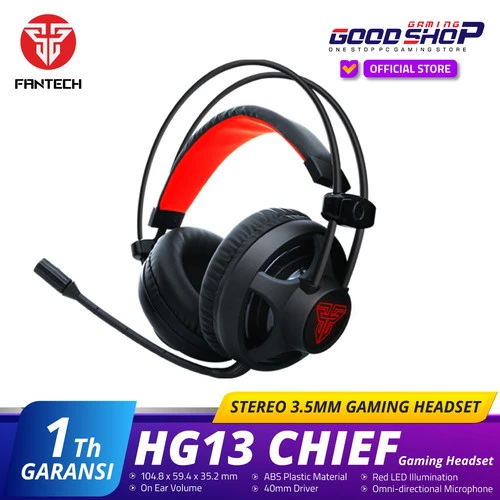 FANTECH
GAMING
GOODSHOP
ONE STOP PC GAMING STORE
OFFICIAL STORE
STEREO 3.5MM GAMING HEADSET
1Th
GARANSI
HG13 CHIEF Gaming Headset
• 104.8 x 59.4 x 35.2 mm • ABS Plastic Material • Red LED Illumination
• On Ear Volume • 40mm Driver • Omni-directional Microphone